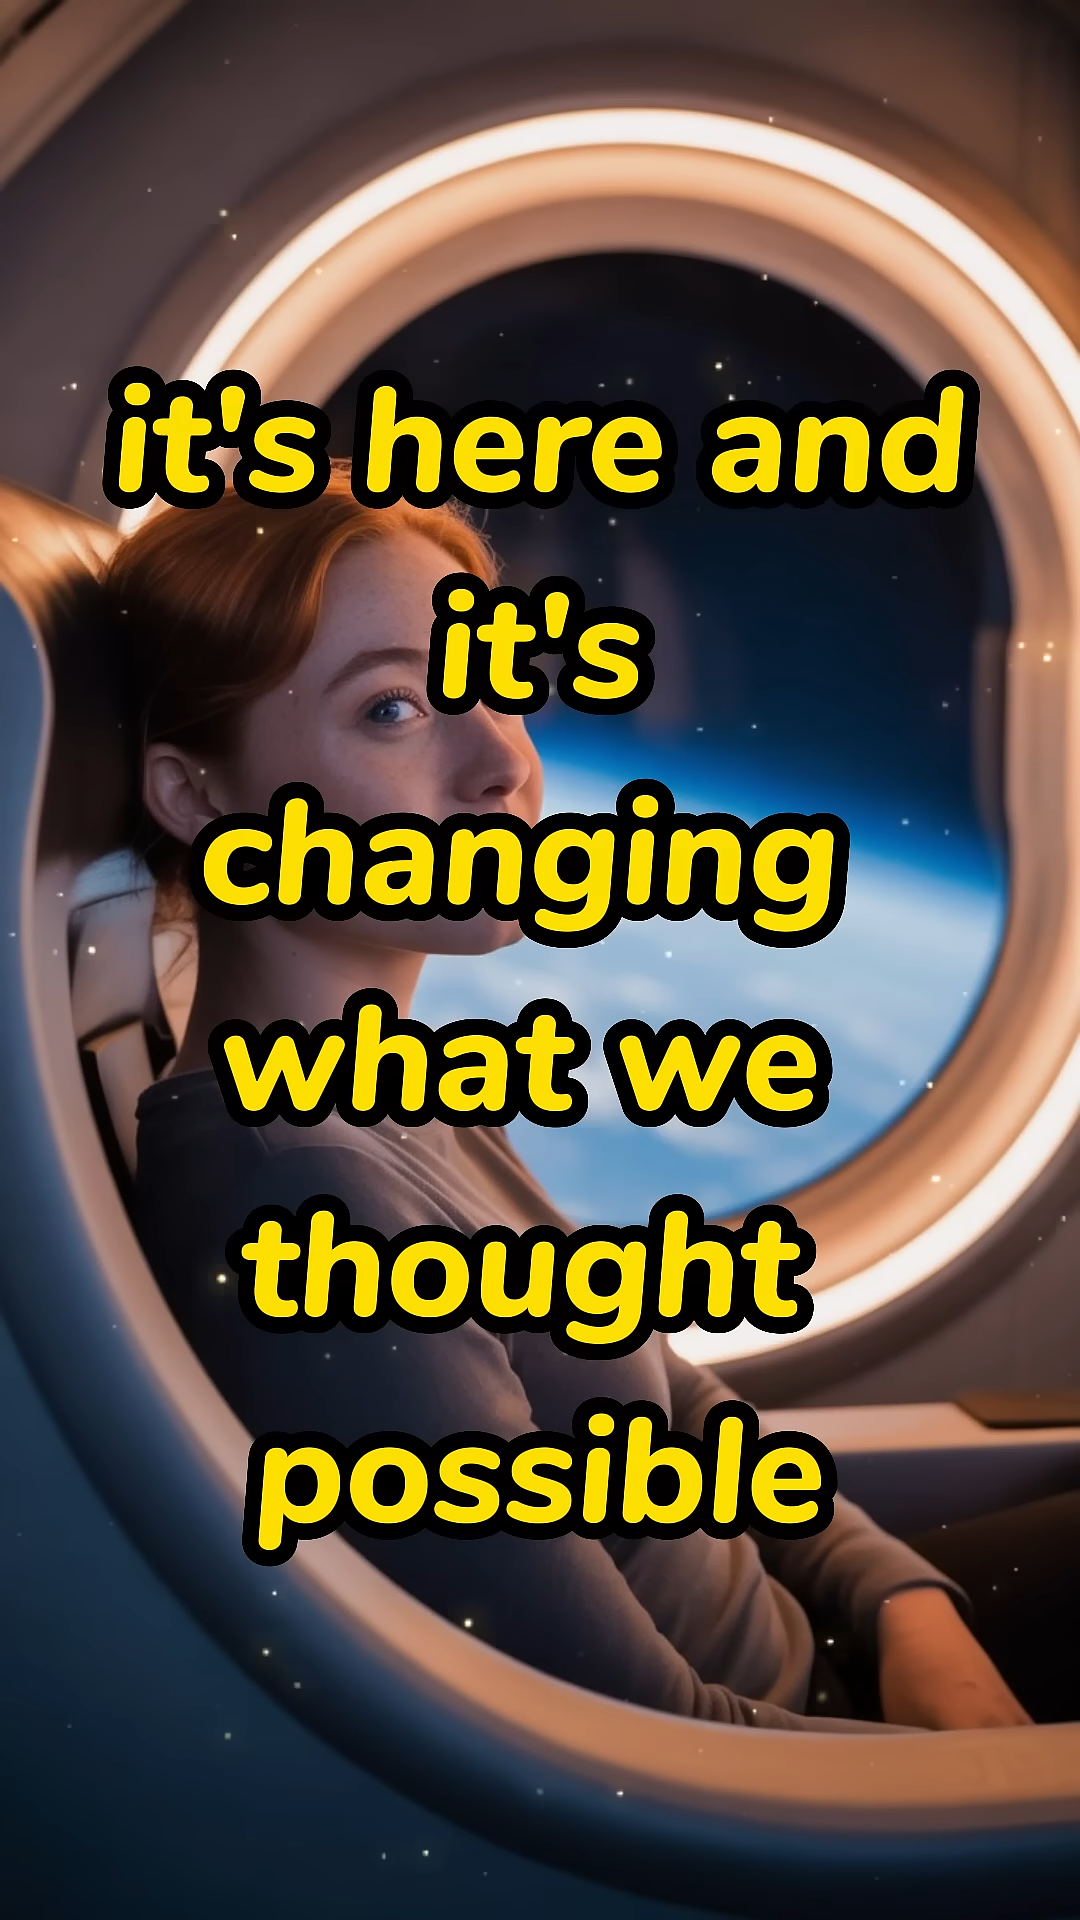 it's here and
it's
changing
what we
thought
possible